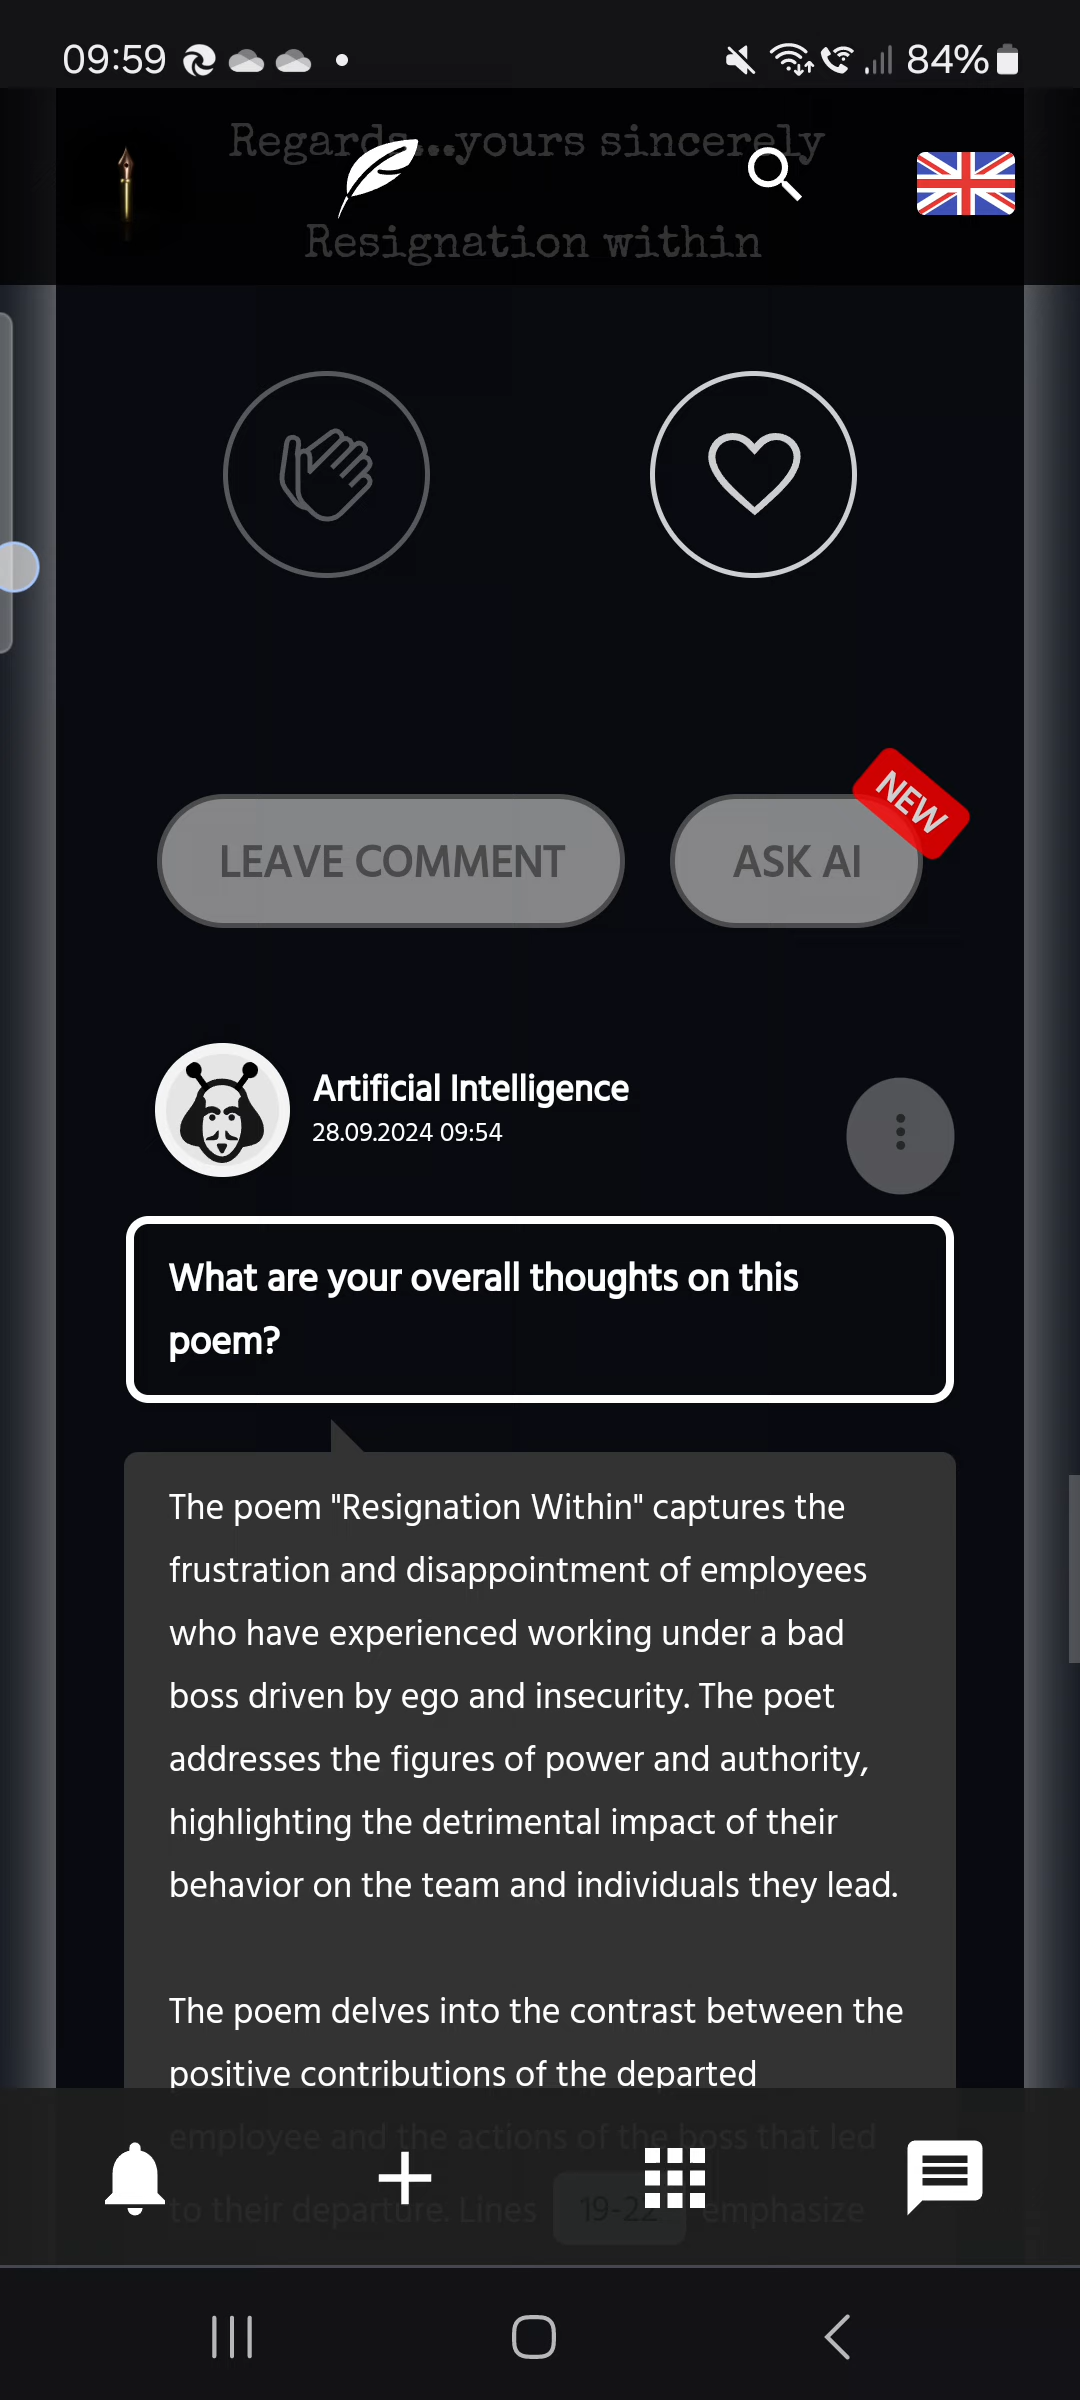 09:59
84%
Regards...yours sincerely
Resignation within
NEW
LEAVE COMMENT
ASK AI
Artificial Intelligence
28.09.2024 09:54
What are your overall thoughts on this
poem?
The poem "Resignation Within" captures the
frustration and disappointment of employees
who have experienced working under a bad
boss driven by ego and insecurity. The poet
addresses the figures of power and authority,
highlighting the detrimental impact of their
behavior on the team and individuals they lead.
The poem delves into the contrast between the
positive contributions of the departed
employee and the actions of the boss that led
to their departure. Lines 19-22 emphasize